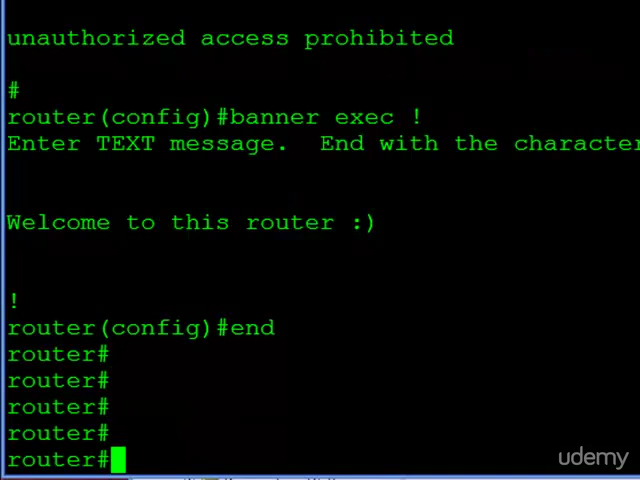 unauthorized access prohibited
#
router(config)#banner exec !
Enter TEXT message.  End with the character
Welcome to this router :)
!
router(config)#end
router#
router#
router#
router#
router#
udemy